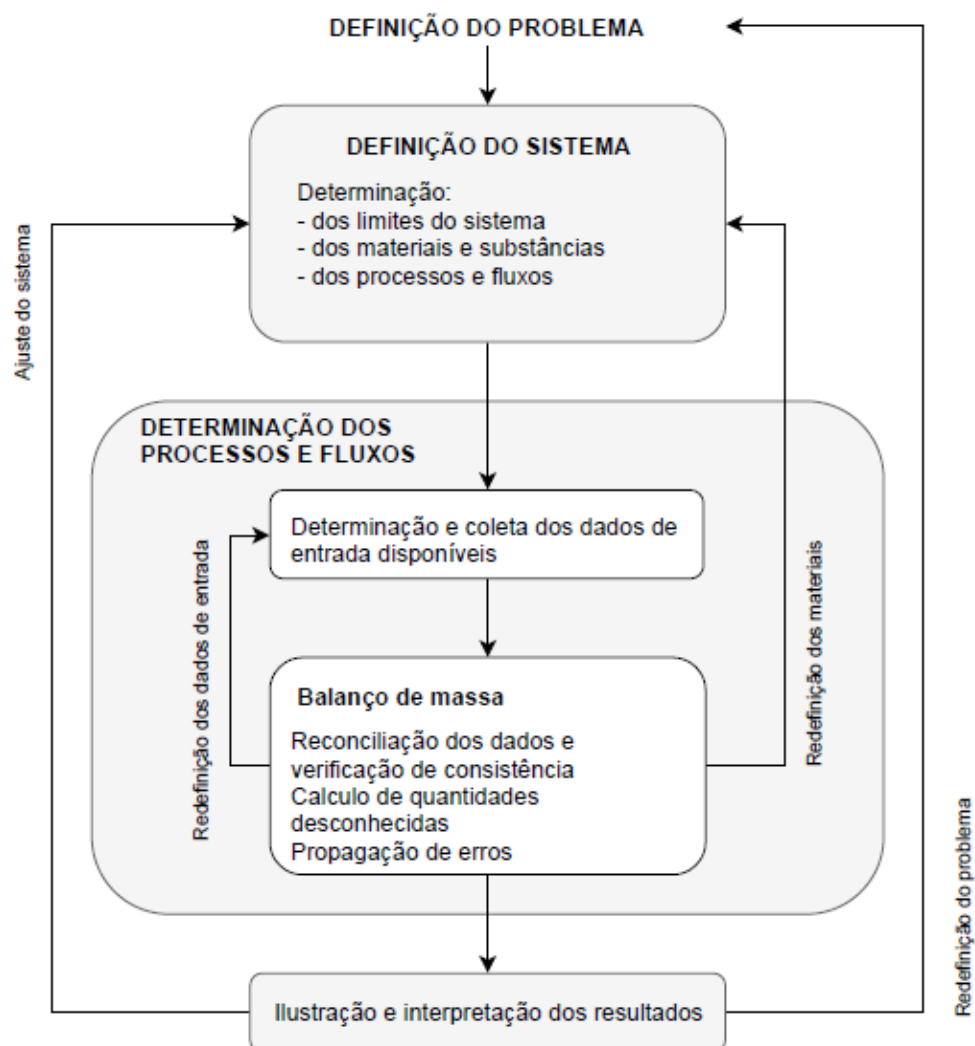 DEFINIÇÃO DO PROBLEMA
DEFINIÇÃO DO SISTEMA
Determinação:
- dos limites do sistema
- dos materiais e substâncias
- dos processos e fluxos
Ajuste do sistema
DETERMINAÇÃO DOS
PROCESSOS E FLUXOS
Determinação e coleta dos dados de
entrada disponíveis
Redefinição dos dados de entrada
Redefinição dos materiais
Balanço de massa
Reconciliação dos dados e
verificação de consistência
Calculo de quantidades
desconhecidas
Propagação de erros
Redefinição do problema
Ilustração e interpretação dos resultados